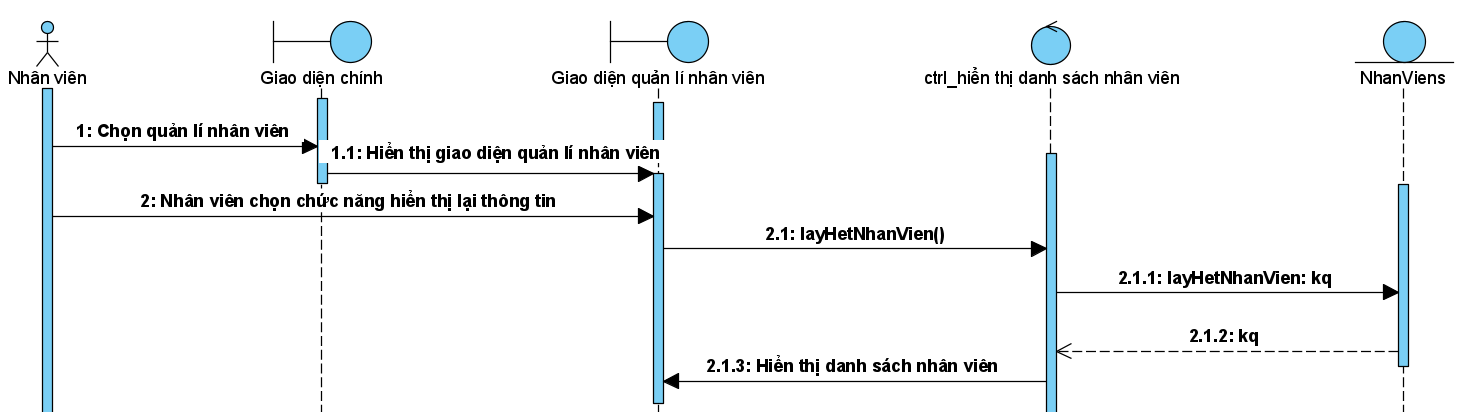 Nhân viên
Giao diện chính
Giao diện quản lí nhân viên
ctrl_hiển thị danh sách nhân viên
NhanViens
1: Chọn quản lí nhân viên
1.1: Hiển thị giao diện quản lí nhân viên
2: Nhân viên chọn chức năng hiển thị lại thông tin
2.1: layHetNhanVien()
2.1.1: layHetNhanVien: kq
2.1.2: kq
2.1.3: Hiển thị danh sách nhân viên